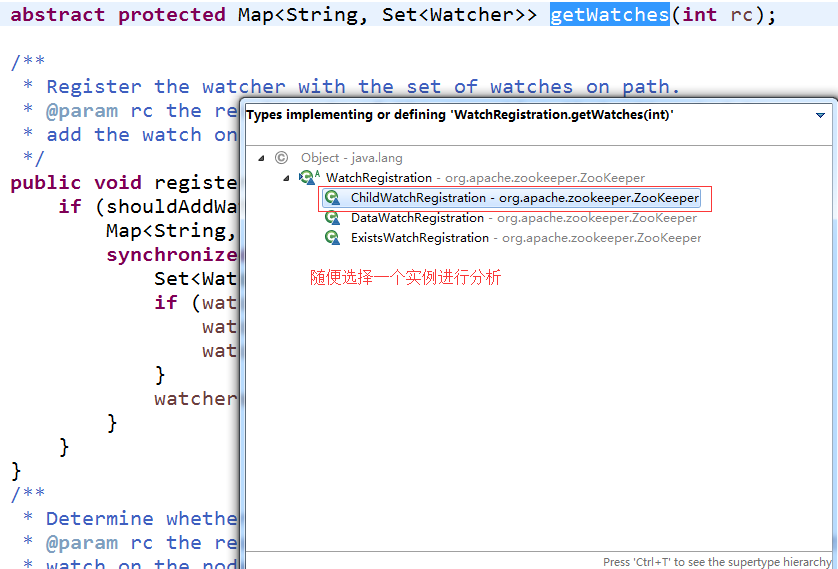 abstract protected Map<String, Set<Watcher>> getWatches(int rc);
/**
* Register the watcher with the set of watches on path.
* @param rc the re
* add the watch on
*/
public void registe
if (shouldAddWa
Map<String,
synchronize
Set<Wat
if (wat
wat
wat
}
watcher
}
}
}
/**
* Determine whethe
* @param rc the re
* watch on the nod
Types implementing or defining 'WatchRegistration.getWatches(int)'
Object - java.lang
WatchRegistration - org.apache.zookeeper.ZooKeeper
ChildWatchRegistration - org.apache.zookeeper.ZooKeeper
DataWatchRegistration - org.apache.zookeeper.ZooKeeper
ExistsWatchRegistration - org.apache.zookeeper.ZooKeeper
随便选择一个实例进行分析
Press 'Ctrl+T' to see the supertype hierarchy